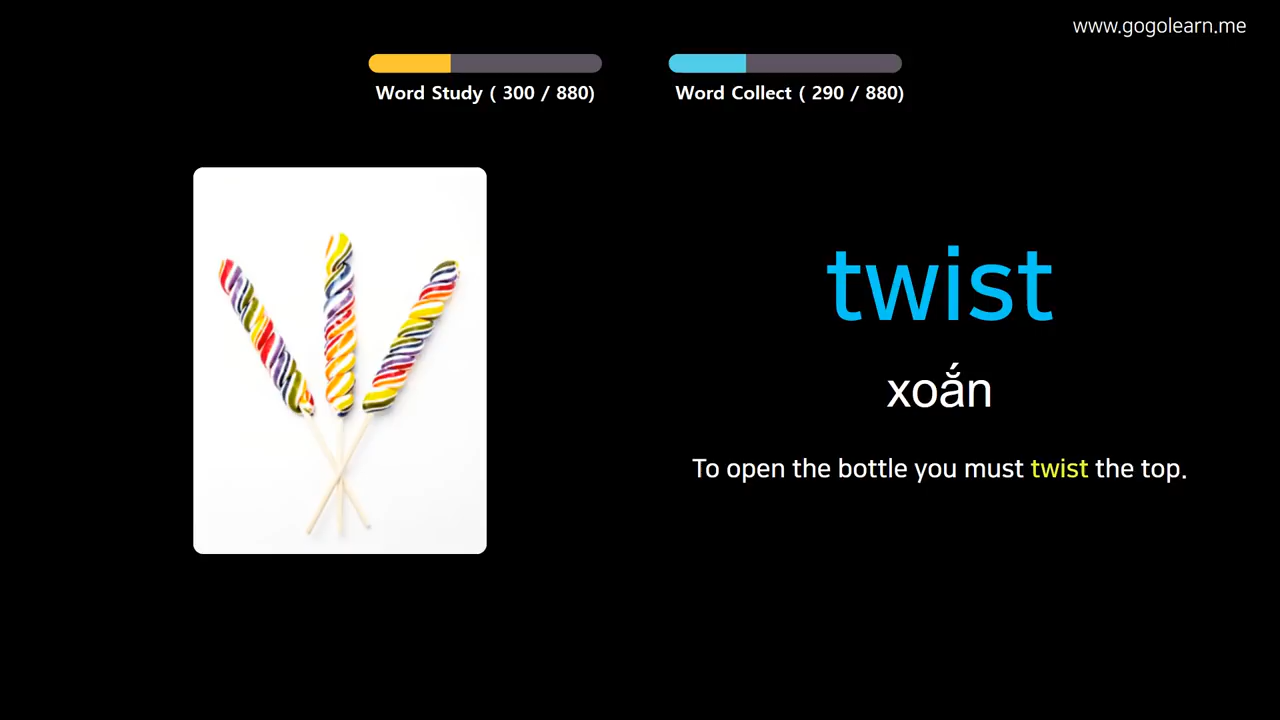 www.gogolearn.me
Word Study ( 300 / 880)
Word Collect ( 290 / 880)
twist
xoắn
To open the bottle you must twist the top.